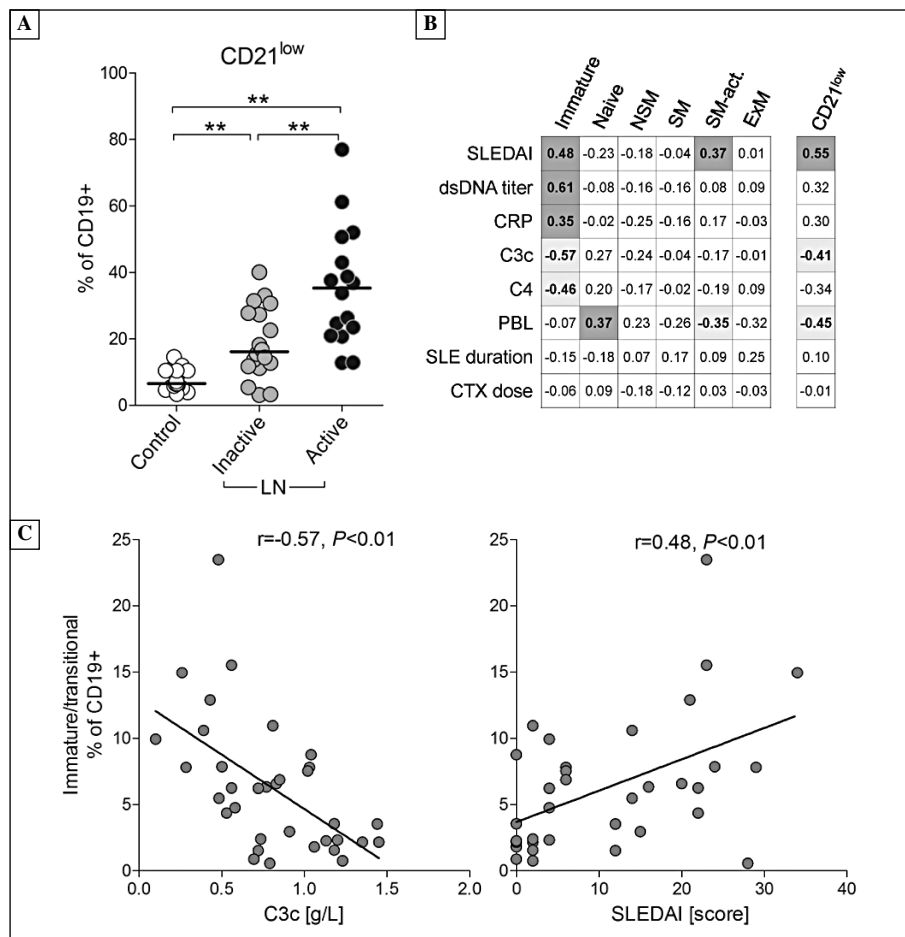 A
CD21low
100
80
60
40
20
0
% of CD19+
**
** **
Control
Inactive
Active
LN
B
Immature Naive NSM SM SM-act. ExM CD21low
SLEDAI 0.48 -0.23 -0.18 -0.04 0.37 0.01 0.55
dsDNA titer 0.61 -0.08 -0.16 -0.16 0.08 0.09 0.32
CRP 0.35 -0.02 -0.25 -0.16 0.17 -0.03 0.30
C3c -0.57 0.27 -0.24 -0.04 -0.17 -0.01 -0.41
C4 -0.46 0.20 -0.17 -0.02 -0.19 0.09 -0.34
PBL -0.07 0.37 0.23 -0.26 -0.35 -0.32 -0.45
SLE duration -0.15 -0.18 0.07 0.17 0.09 0.25 0.10
CTX dose -0.06 0.09 -0.18 -0.12 0.03 -0.03 -0.01
C
r=-0.57, P<0.01
25
20
15
10
5
0
Immature/transitional
% of CD19+
0.0 0.5 1.0 1.5 2.0
C3c [g/L]
r=0.48, P<0.01
25
20
15
10
5
0
0 10 20 30 40
SLEDAI [score]